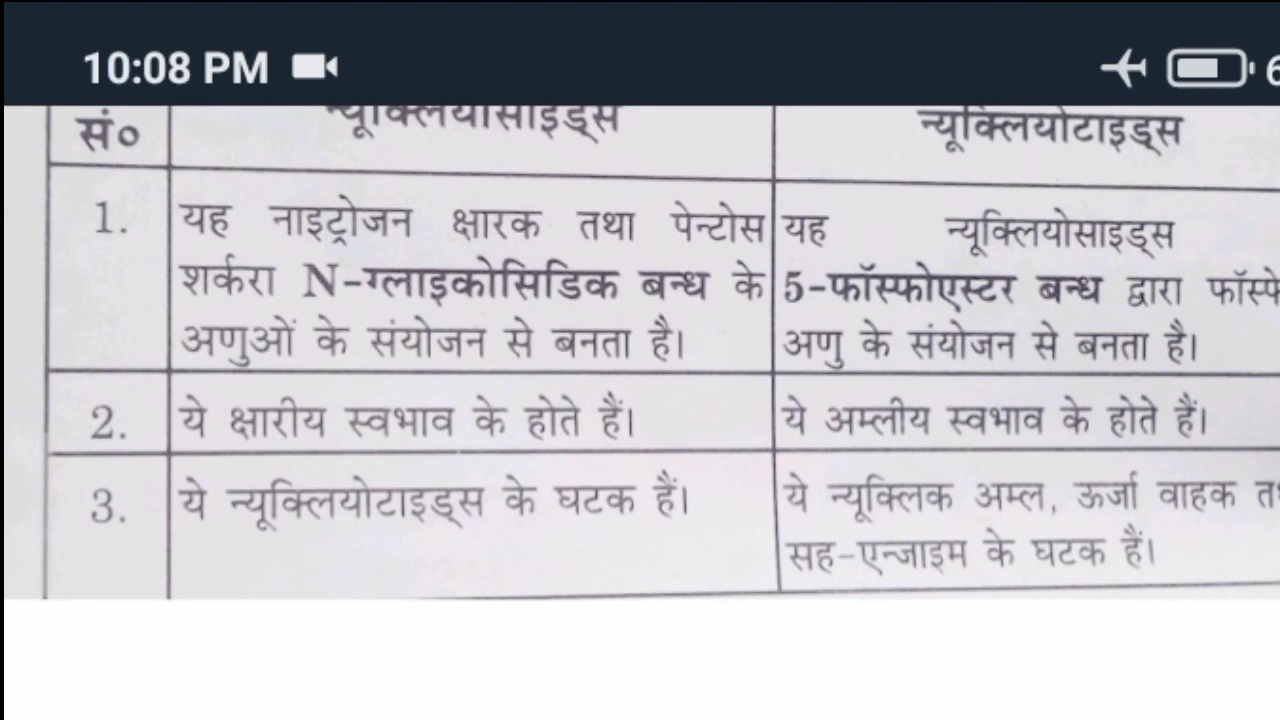 10:08 PM
सं०
न्यूक्लियोसाइड्स
न्यूक्लियोटाइड्स
1.
यह नाइट्रोजन क्षारक तथा पेन्टोस
शर्करा N-ग्लाइकोसिडिक बन्ध के
अणुओं के संयोजन से बनता है।
यह न्यूक्लियोसाइड्स
5-फॉस्फोएस्टर बन्ध द्वारा
अणु के संयोजन से बनता है।
2.
ये क्षारीय स्वभाव के होते हैं।
ये अम्लीय स्वभाव के होते हैं।
3.
ये न्यूक्लियोटाइड्स के घटक हैं।
ये न्यूक्लिक अम्ल, ऊर्जा वाहक
सह-एन्जाइम के घटक हैं।